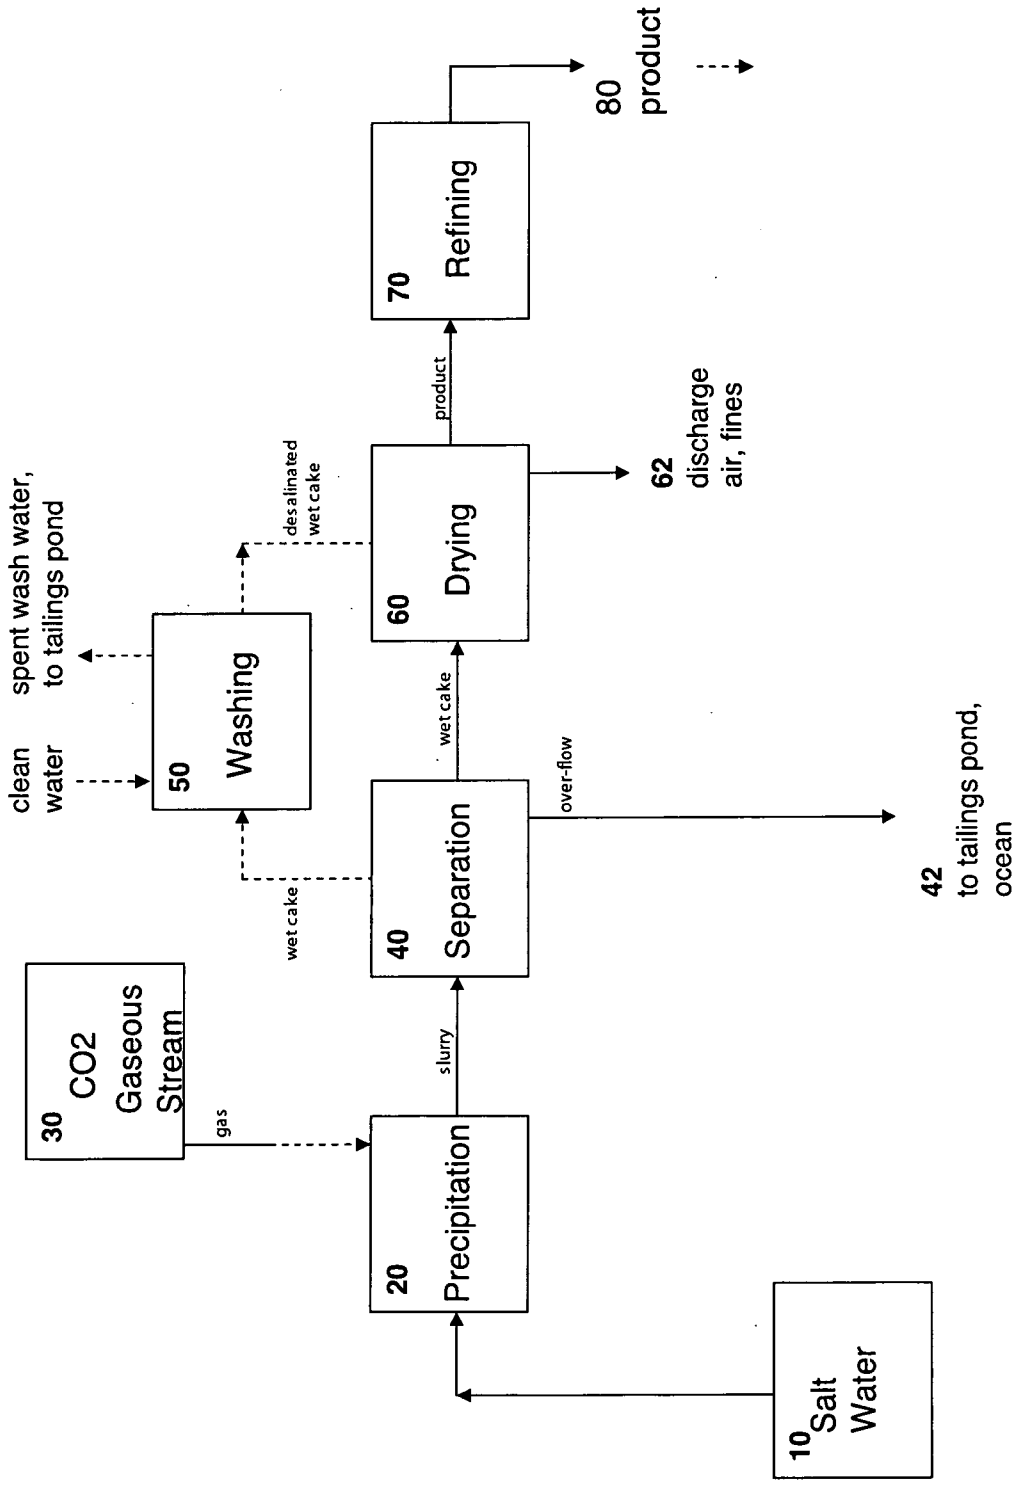 10
Salt
Water
20
Precipitation
30
CO2
Gaseous
Stream
gas
slurry
40
Separation
wet cake
wet cake
over-flow
42
to tailings pond,
ocean
clean
water
spent wash water,
to tailings pond
50
Washing
desalinated
wet cake
60
Drying
62
discharge
air, fines
product
70
Refining
80
product